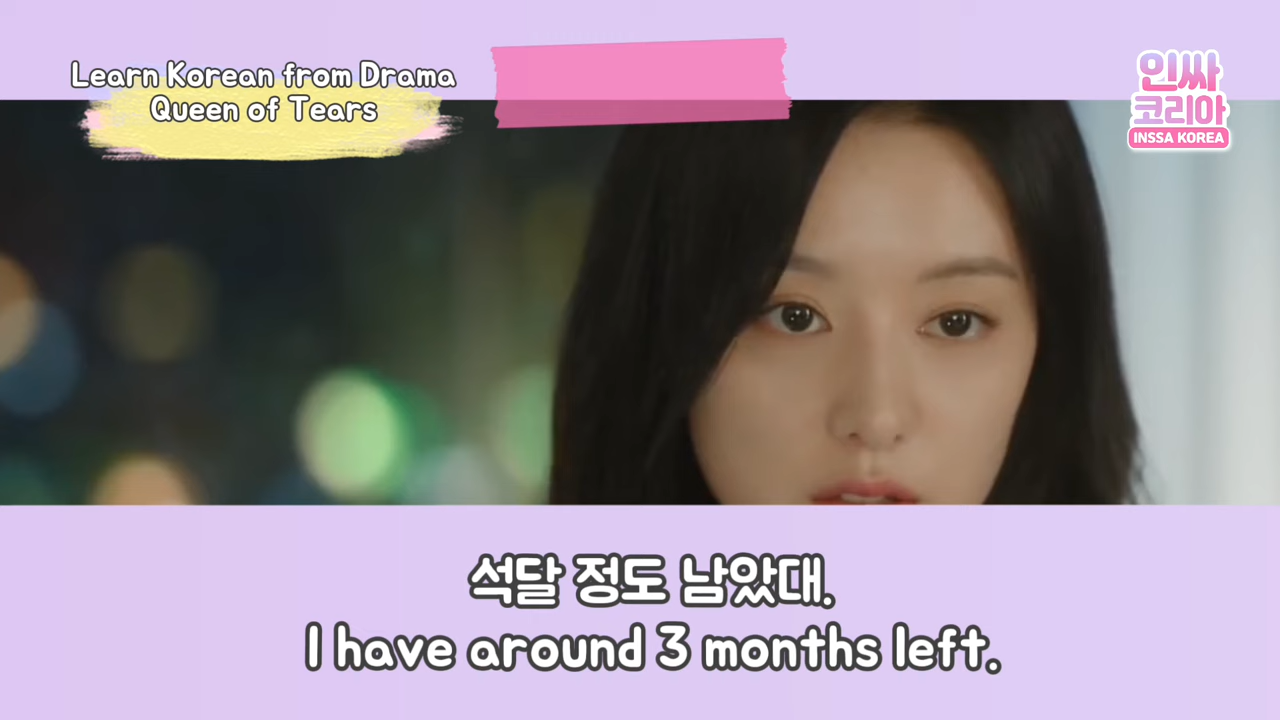 Learn Korean from Drama
Queen of Tears
인싸
코리아
INSSA KOREA
석달 정도 남았대.
I have around 3 months left.